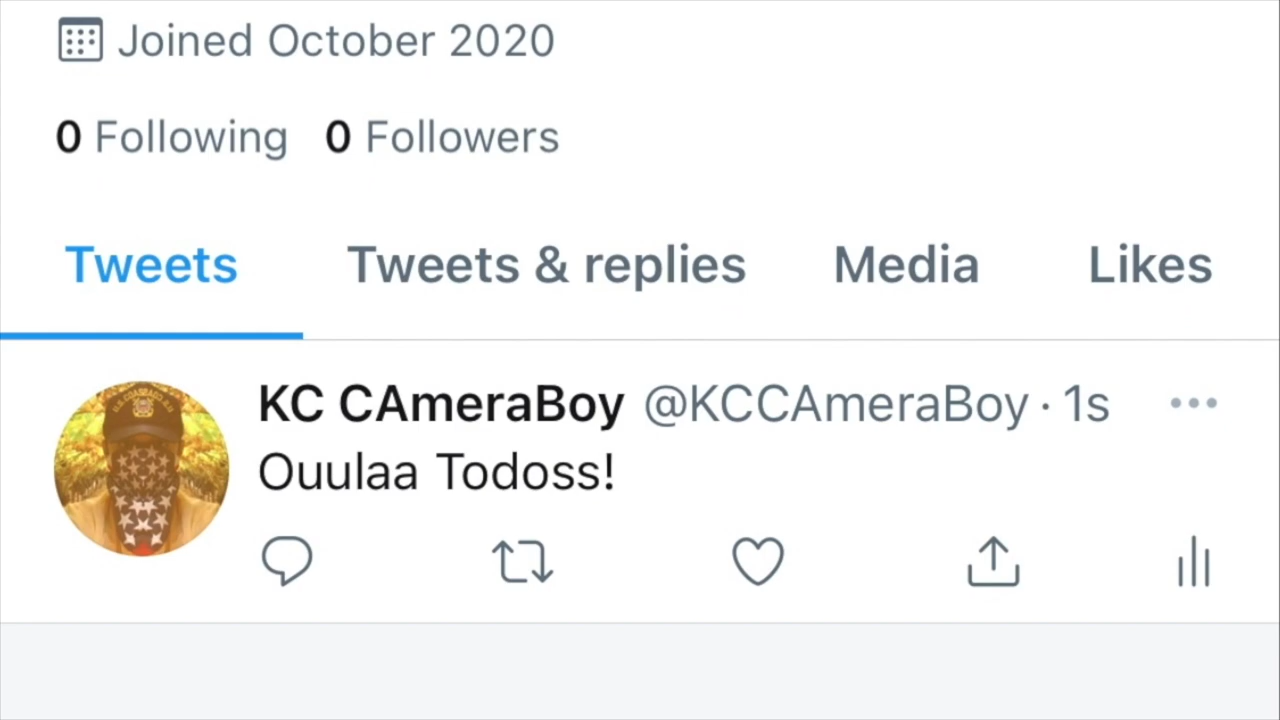 Joined October 2020
0 Following 0 Followers
Tweets Tweets & replies Media Likes
KC CAmeraBoy @KCCAmeraBoy · 1s
Ouulaa Todoss!